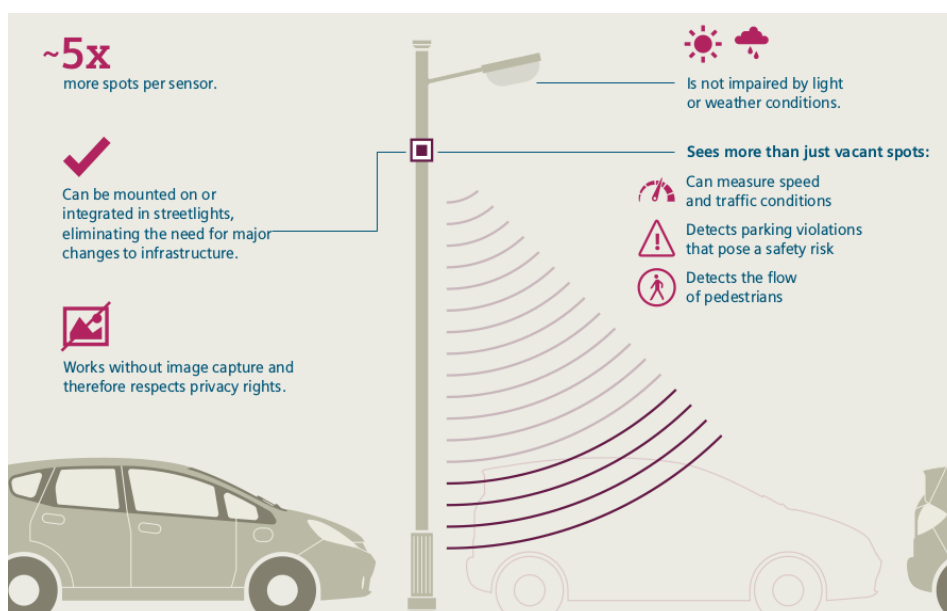 ~5x
more spots per sensor.
Can be mounted on or
integrated in streetlights,
eliminating the need for major
changes to infrastructure.
Works without image capture and
therefore respects privacy rights.
Is not impaired by light
or weather conditions.
Sees more than just vacant spots:
Can measure speed
and traffic conditions
Detects parking violations
that pose a safety risk
Detects the flow
of pedestrians